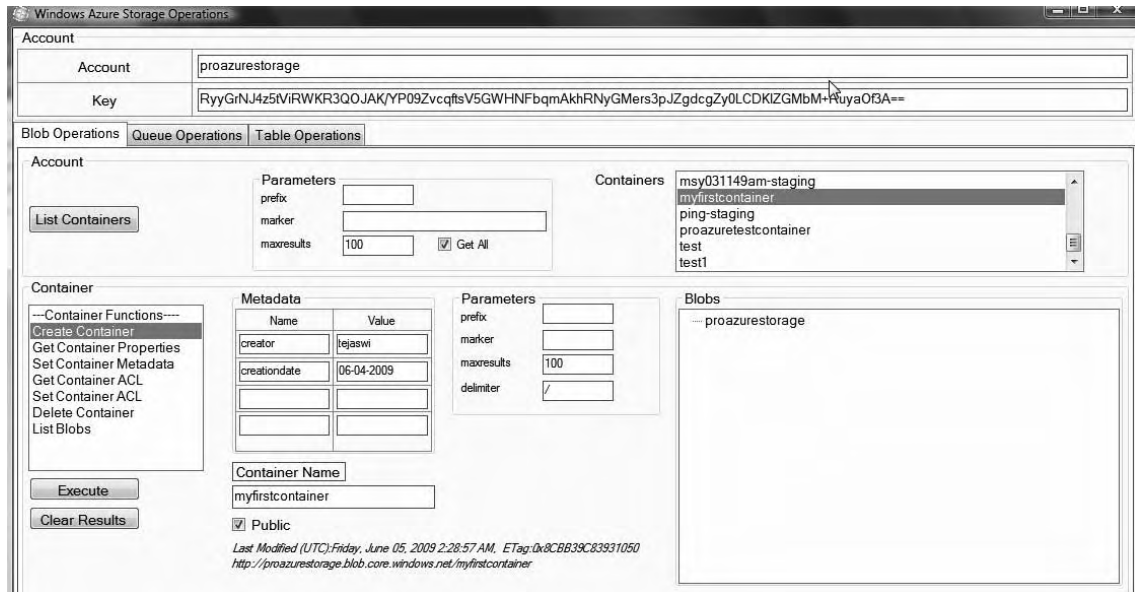 Windows Azure Storage Operations
Account
Account
proazurestorage
Key
Blob Operations
Queue Operations
Table Operations
Account
List Containers
Parameters
prefix
marker
maxresults
100
Get All
Containers
msy031149am-staging
myfirstcontainer
ping-staging
proazuretestcontainer
test
test1
Container
---Container Functions----
Create Container
Get Container Properties
Set Container Metadata
Get Container ACL
Set Container ACL
Delete Container
List Blobs
Execute
Clear Results
Metadata
Name Value
creator tejaswi
creationdate 06-04-2009
Container Name
myfirstcontainer
Public
Last Modified (UTC):Friday, June 05, 2009 2:28:57 AM, ETag:0x8CBB39C83931050
http://proazurestorage.blob.core.windows.net/myfirstcontainer
Parameters
prefix
marker
maxresults
100
delimiter
/
Blobs
proazurestorage